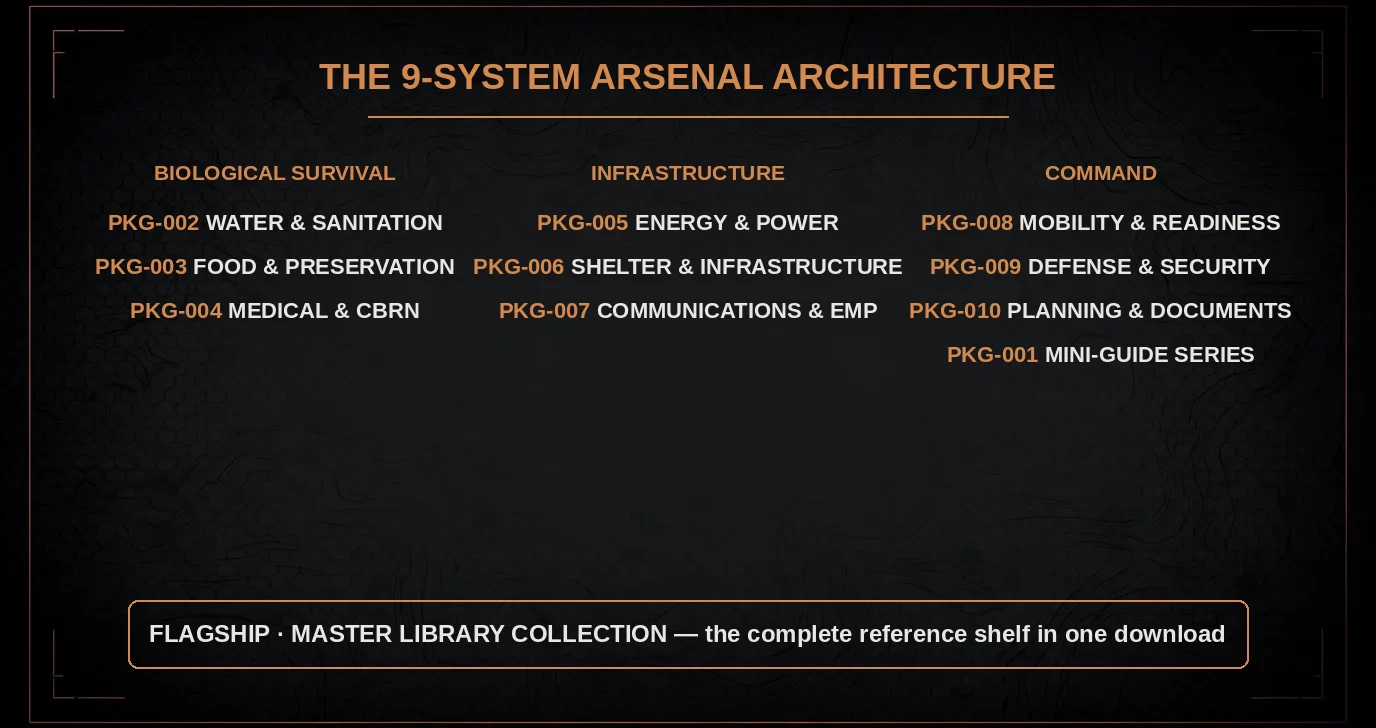 THE 9-SYSTEM ARSENAL ARCHITECTURE
BIOLOGICAL SURVIVAL
PKG-002 WATER & SANITATION
PKG-003 FOOD & PRESERVATION
PKG-004 MEDICAL & CBRN
INFRASTRUCTURE
PKG-005 ENERGY & POWER
PKG-006 SHELTER & INFRASTRUCTURE
PKG-007 COMMUNICATIONS & EMP
COMMAND
PKG-008 MOBILITY & READINESS
PKG-009 DEFENSE & SECURITY
PKG-010 PLANNING & DOCUMENTS
PKG-001 MINI-GUIDE SERIES
FLAGSHIP · MASTER LIBRARY COLLECTION — the complete reference shelf in one download